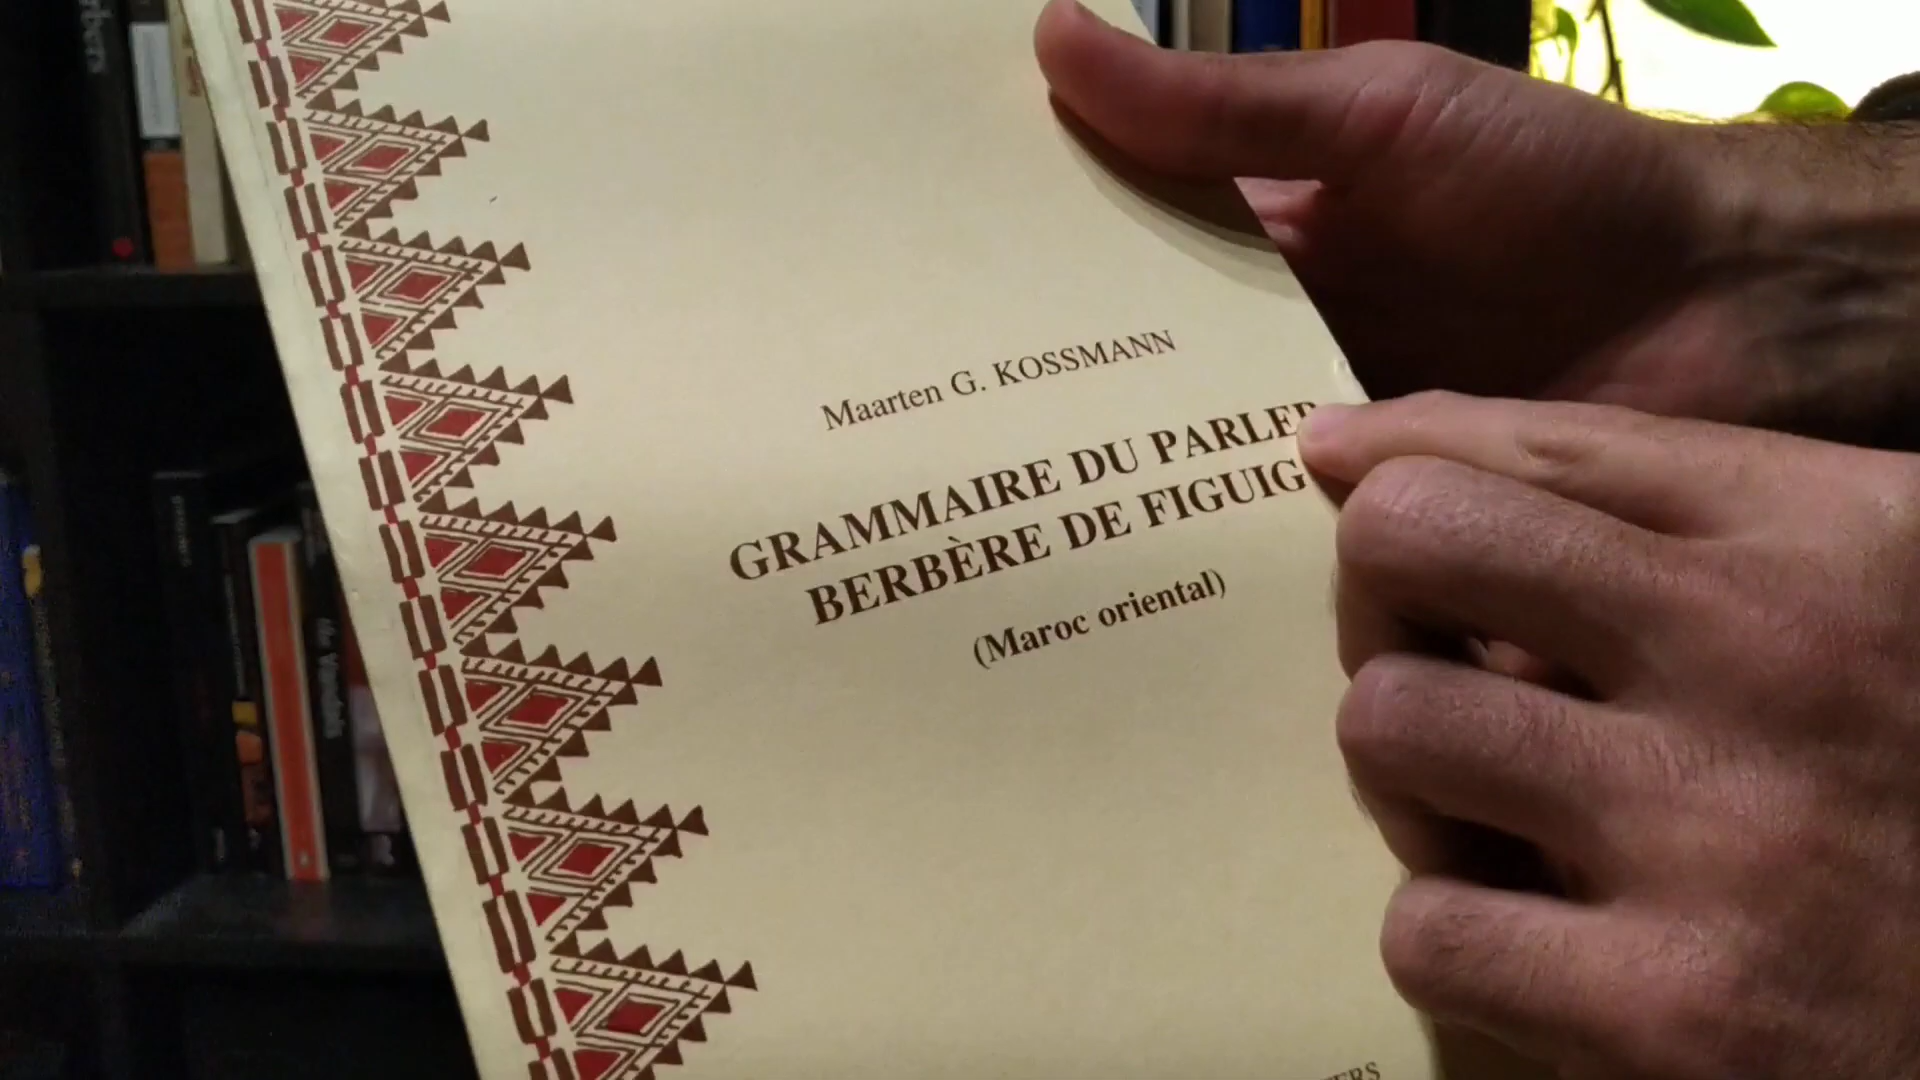 Maarten G. KOSSMANN
GRAMMAIRE DU PARLER
BERBÈRE DE FIGUIG
(Maroc oriental)